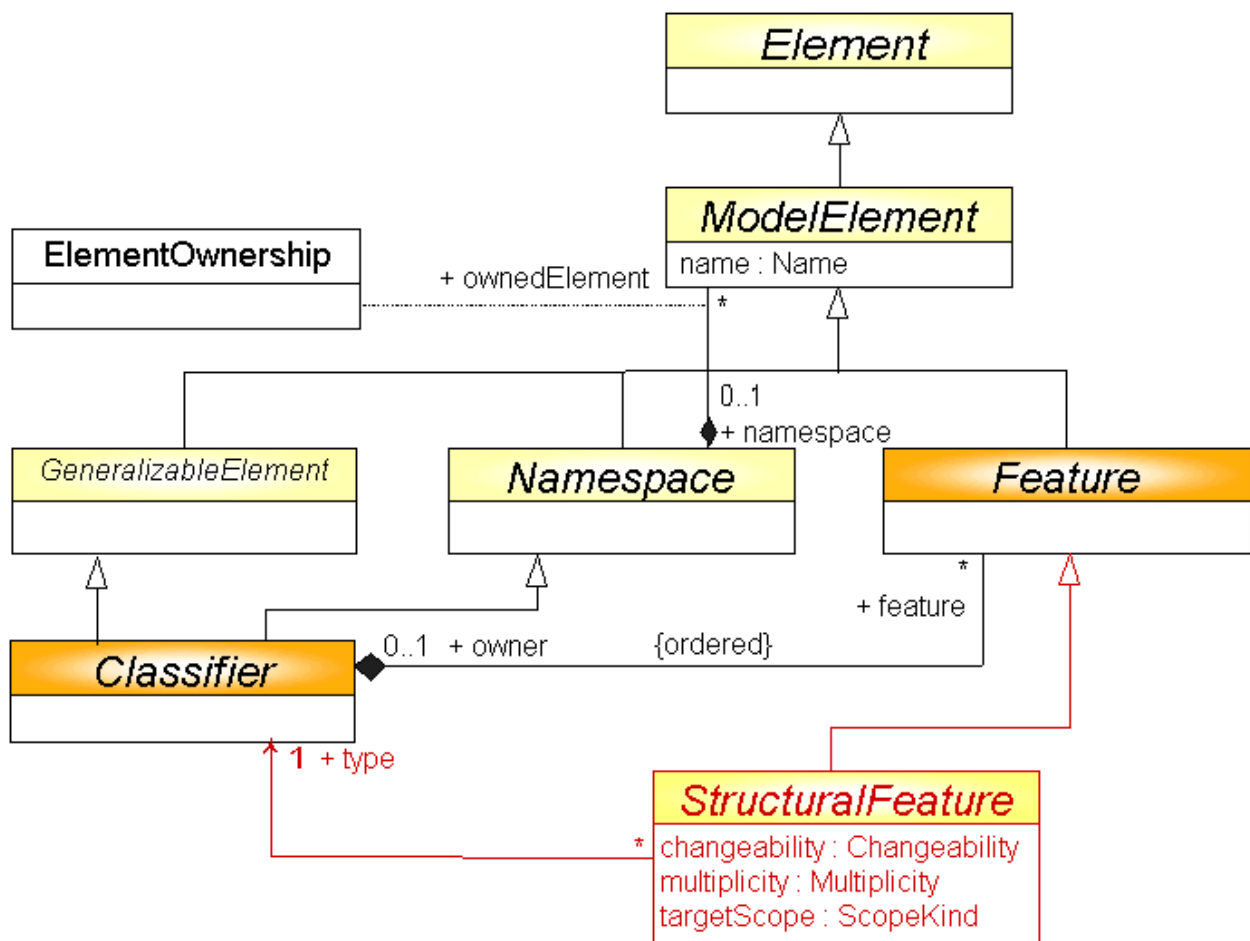 Element
ModelElement
name : Name
ElementOwnership
+ ownedElement
*
0..1
+ namespace
GeneralizableElement
Namespace
Feature
*
+ feature
0..1 + owner {ordered}
Classifier
1 + type
StructuralFeature
* changeability : Changeability
multiplicity : Multiplicity
targetScope : ScopeKind